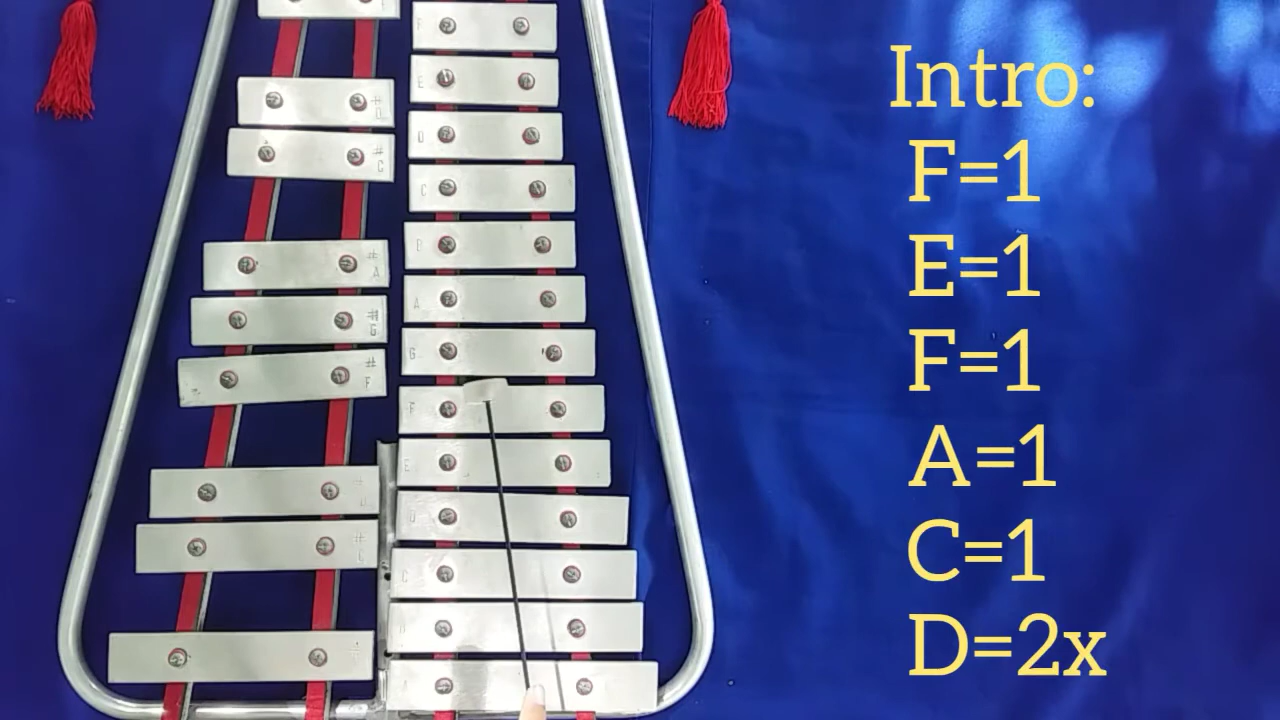 Intro:
F=1
E=1
F=1
A=1
C=1
D=2x
F
E
D
C
B
A
G
F
E
D
C
B
A
#
D
#
C
#
A
#
G
#
F